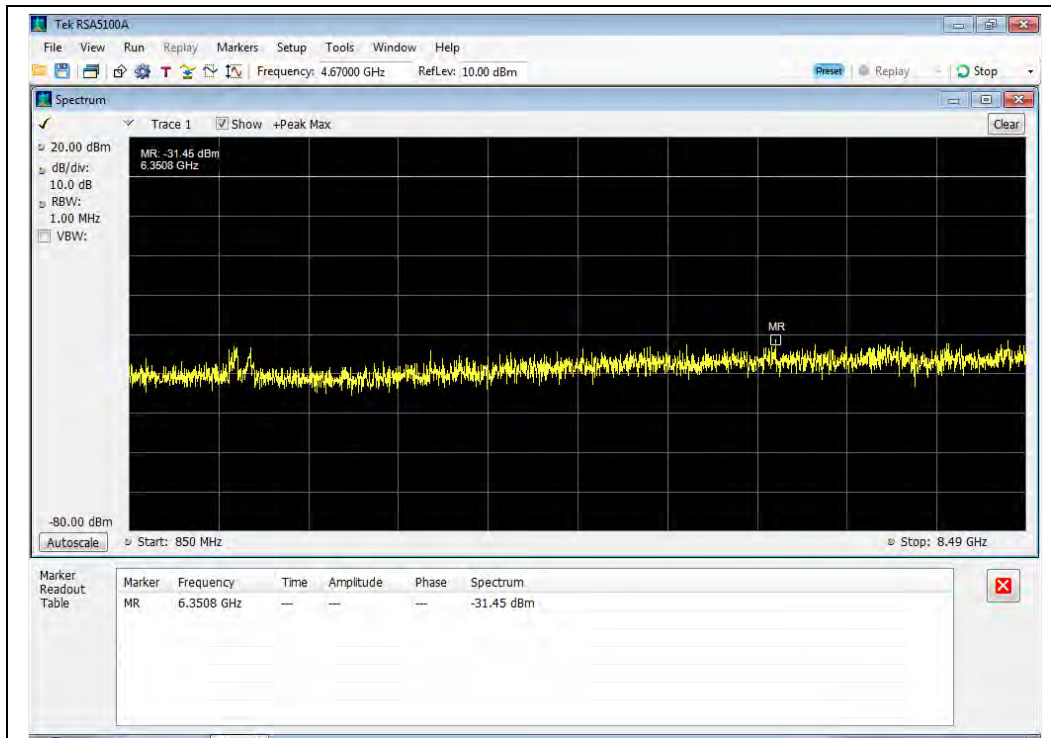 Tek RSA5100A
File View Run Replay Markers Setup Tools Window Help
T Frequency: 4.67000 GHz RefLev: 10.00 dBm Preset Replay Stop
Spectrum
Trace 1 Show +Peak Max Clear
20.00 dBm
dB/div:
10.0 dB
RBW:
1.00 MHz
VBW:
MR: -31.45 dBm
6.3508 GHz
MR
-80.00 dBm
Autoscale Start: 850 MHz Stop: 8.49 GHz
Marker
Readout
Table
Marker Frequency Time Amplitude Phase Spectrum
MR 6.3508 GHz --- --- --- -31.45 dBm